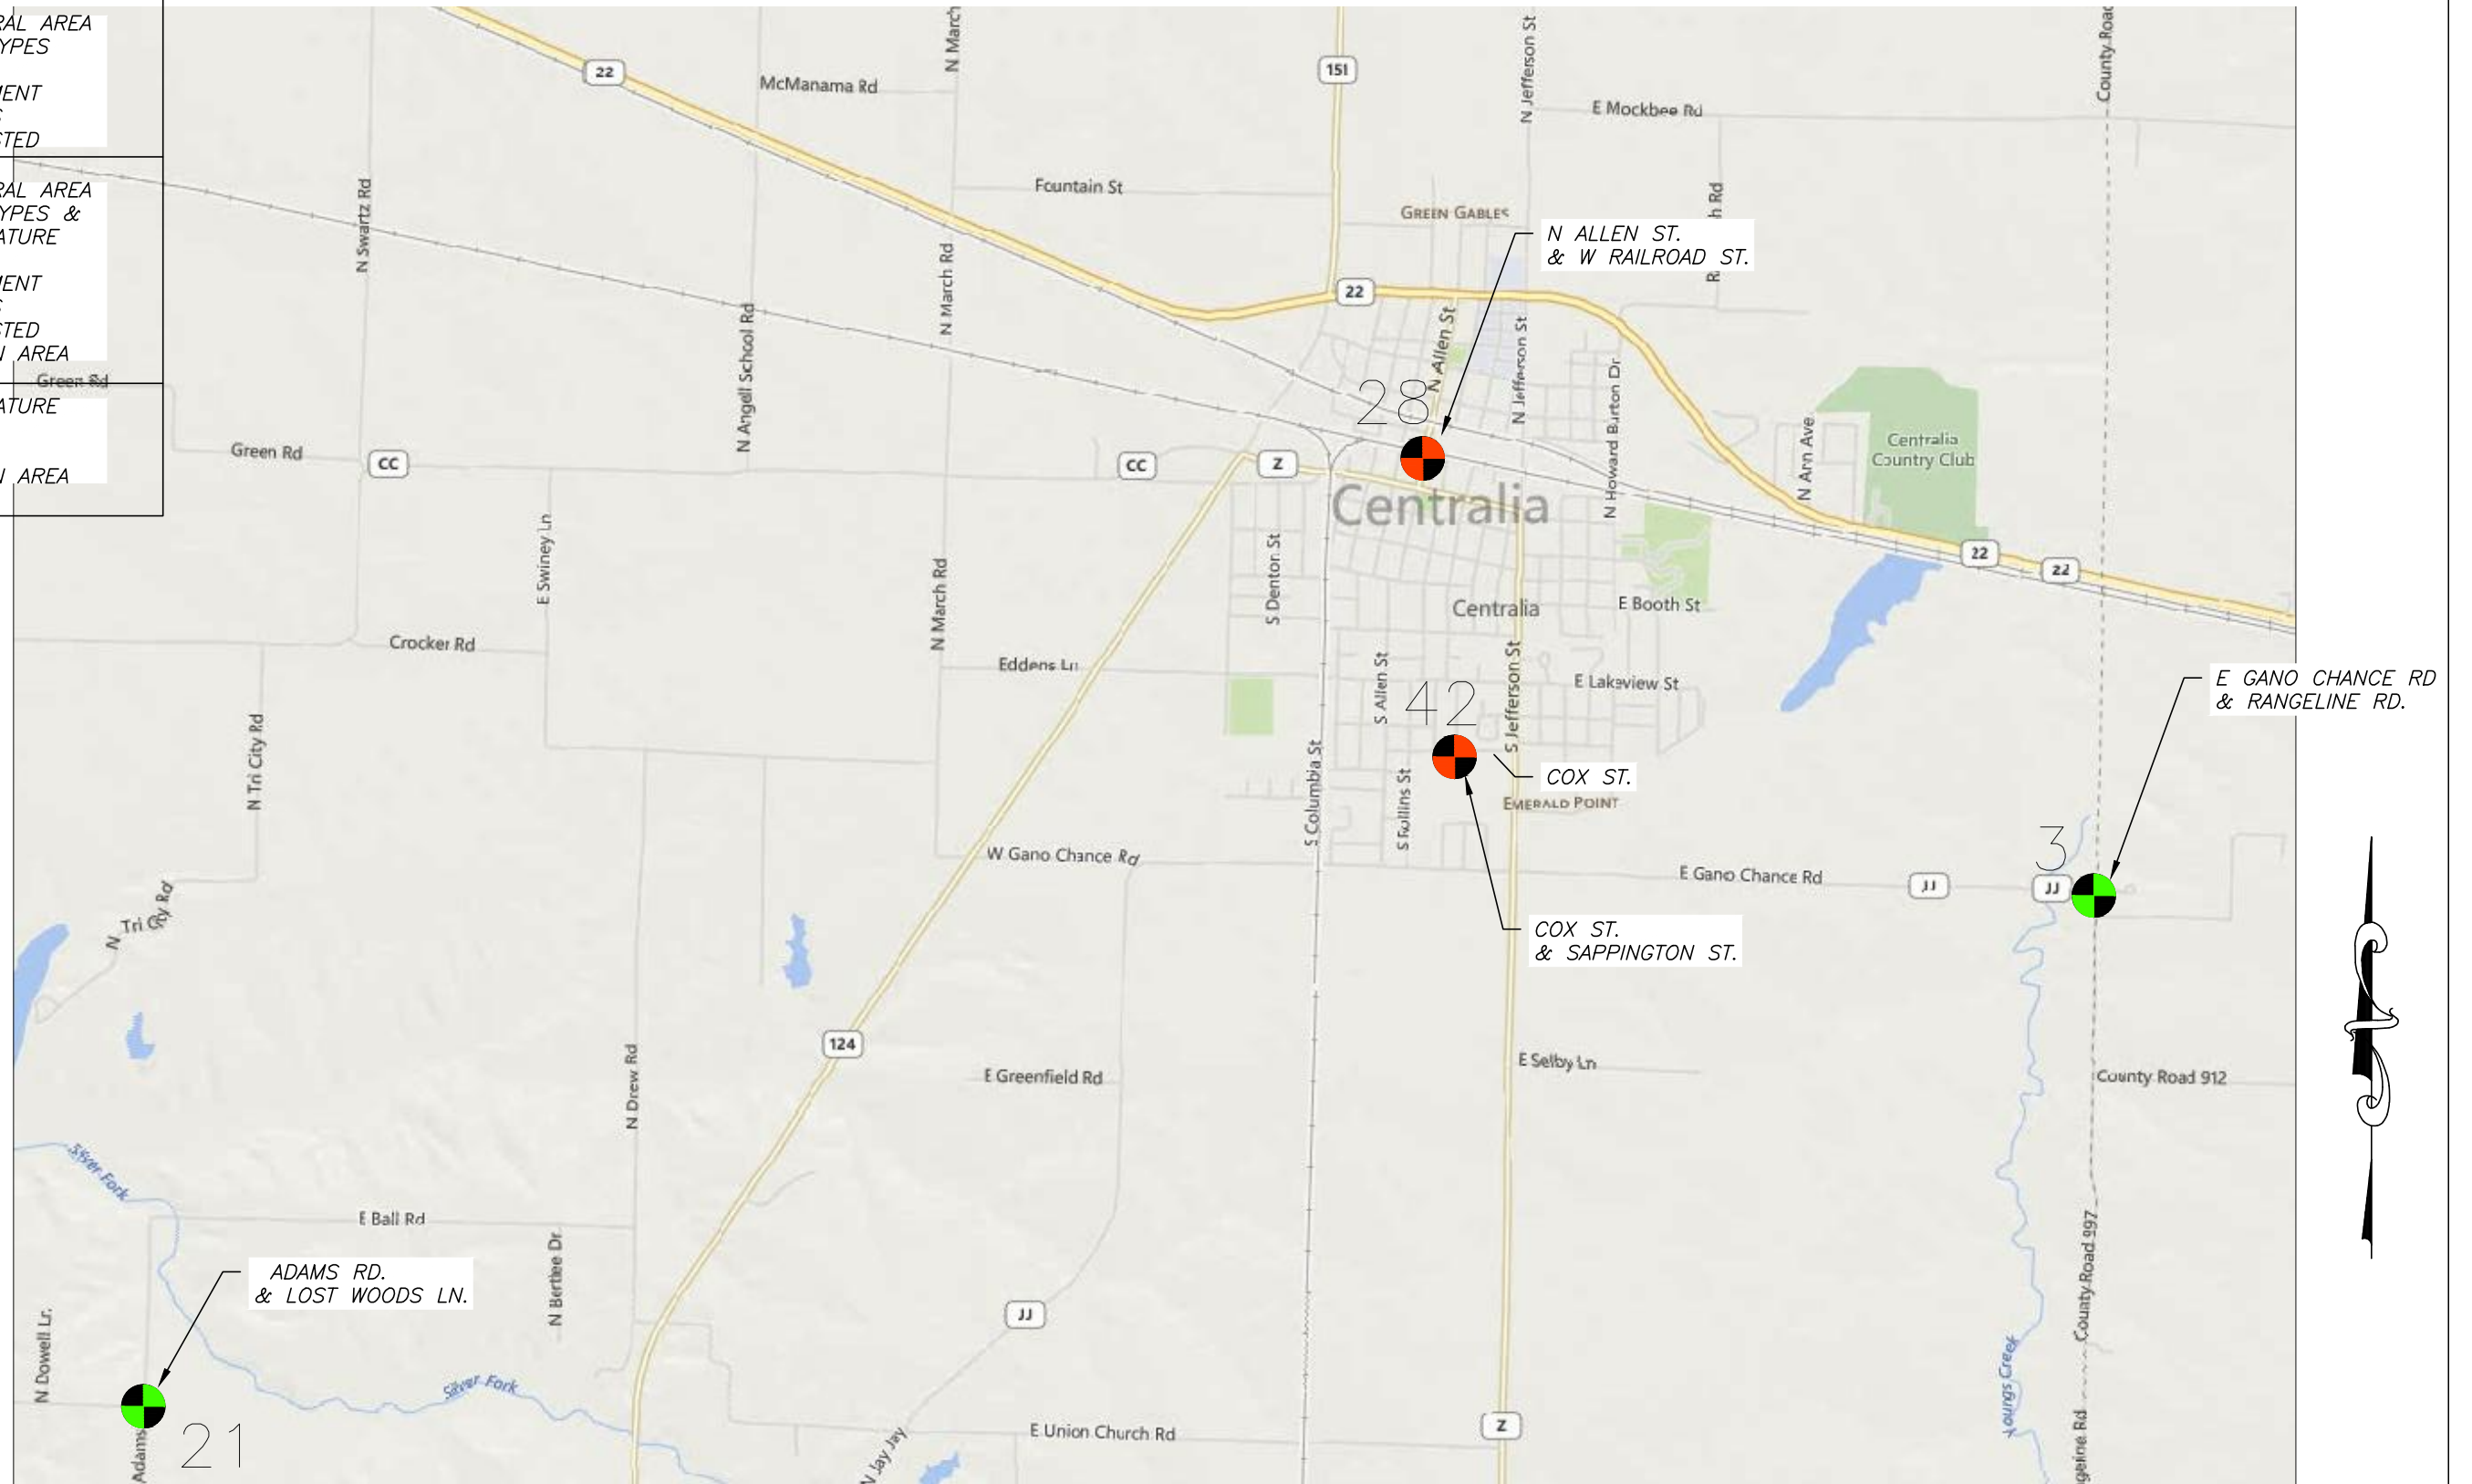 RAL AREA
YPES
MENT
STED
RAL AREA
YPES &
ATURE
MENT
STED
N AREA
ATURE
N AREA
22
McManama Rd
N March
151
N Jefferson St
E Mockbee Rd
County Road
N Swartz Rd
Fountain St
GREEN GABLES
h Rd
N ALLEN ST.
& W RAILROAD ST.
N March Rd
22
N Angell School Rd
N Allen St
N Jefferson St
N Howard Burton Dr
Green Rd
28
Green Rd
CC
CC
Z
N Ann Ave
Centralia
Country Club
Centralia
E Swiney Ln
S Denton St
22
22
N March Rd
Centralia
E Booth St
Crocker Rd
Eddens Ln
S Allen St
S Jefferson St
E Lakeview St
E GANO CHANCE RD
& RANGELINE RD.
42
N Tri City Rd
S Columbia St
S Rollins St
COX ST.
EMERALD POINT
W Gano Chance Rd
E Gano Chance Rd
JJ
JJ
3
N Tri City Rd
COX ST.
& SAPPINGTON ST.
124
N Drew Rd
E Greenfield Rd
E Selby Ln
County Road 912
Silver Fork
E Ball Rd
N Bertlee Dr
County Road 997
ADAMS RD.
& LOST WOODS LN.
JJ
N Dowell Ln
Silver Fork
Youngs Creek
21
Adams
N Jay Jay
E Union Church Rd
Z
geline Rd